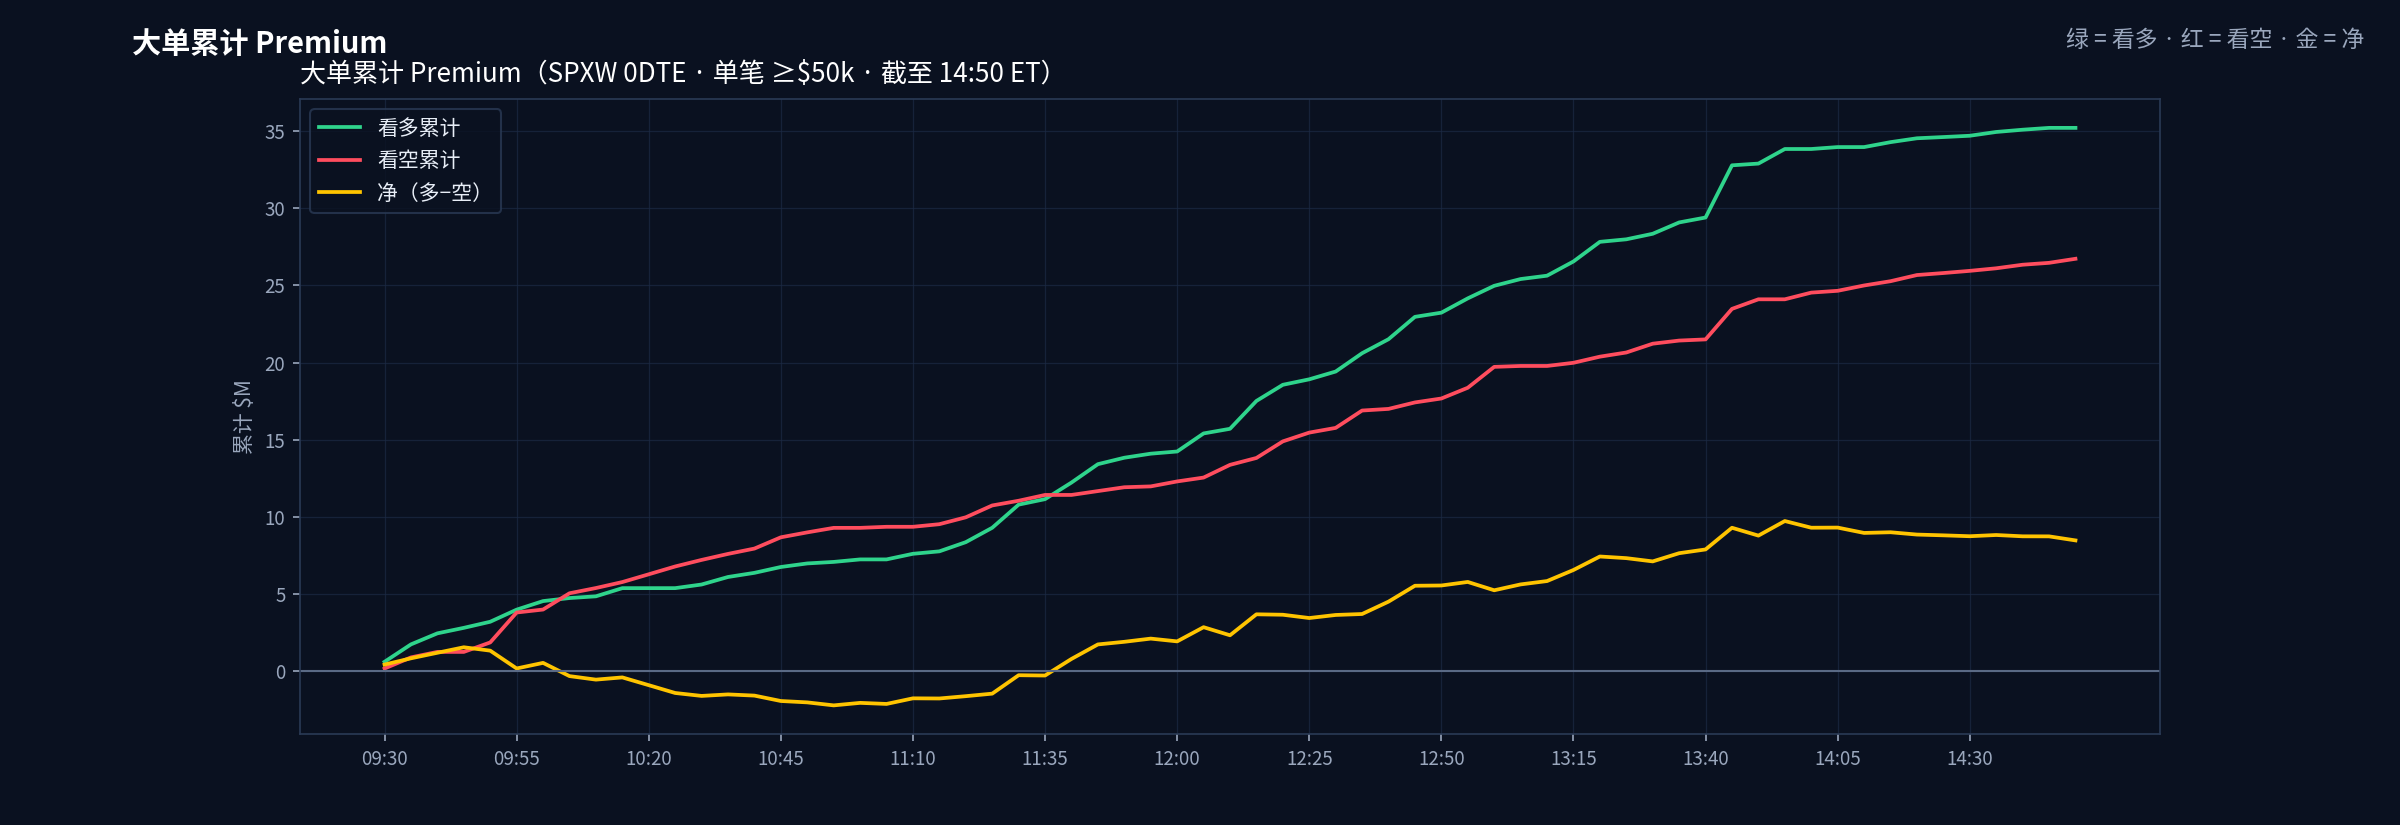 大单累计 Premium
绿 = 看多 · 红 = 看空 · 金 = 净
大单累计 Premium（SPXW 0DTE · 单笔 ≥$50k · 截至 14:50 ET）
看多累计
看空累计
净（多−空）
累计 $M
35
30
25
20
15
10
5
0
09:30 09:55 10:20 10:45 11:10 11:35 12:00 12:25 12:50 13:15 13:40 14:05 14:30